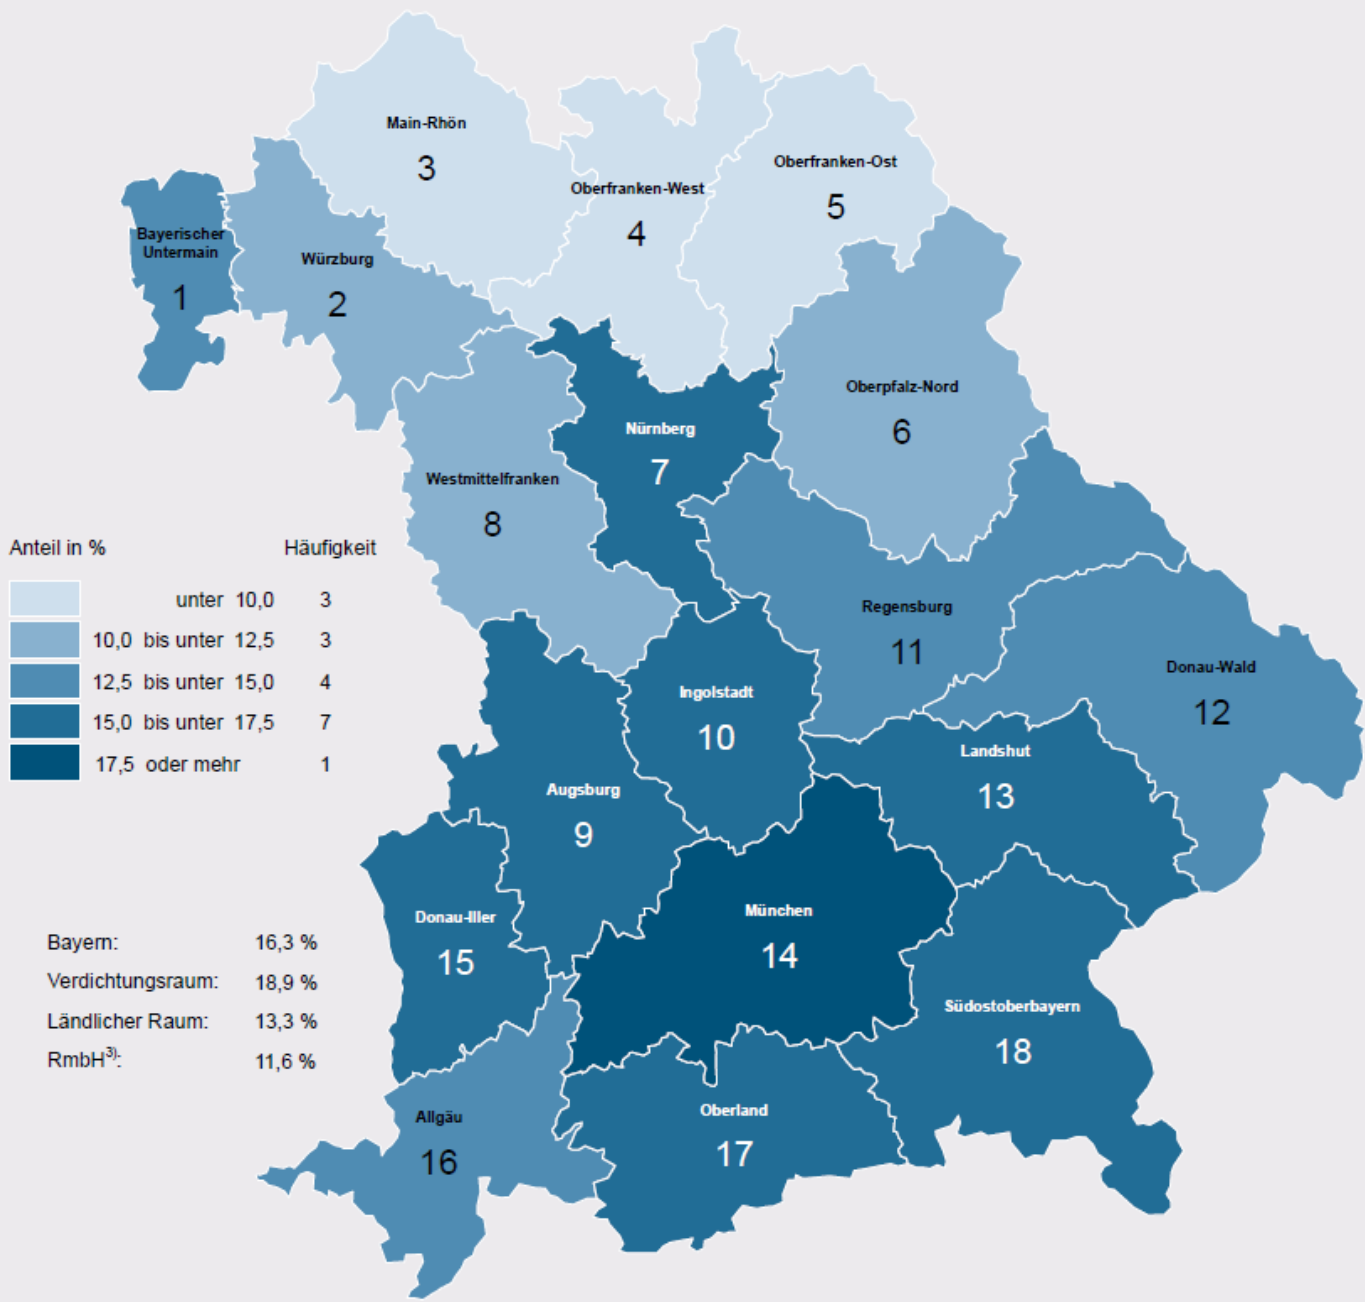 Main-Rhön
3
Oberfranken-West
4
Oberfranken-Ost
5
Bayerischer
Untermain
1
Würzburg
2
Oberpfalz-Nord
6
Nürnberg
7
Westmittelfranken
8
Anteil in % Häufigkeit
unter 10,0 3
10,0 bis unter 12,5 3
12,5 bis unter 15,0 4
15,0 bis unter 17,5 7
17,5 oder mehr 1
Regensburg
11
Donau-Wald
12
Ingolstadt
10
Landshut
13
Augsburg
9
München
14
Donau-Iller
15
Bayern: 16,3 %
Verdichtungsraum: 18,9 %
Ländlicher Raum: 13,3 %
RmbH³⁾: 11,6 %
Südostoberbayern
18
Oberland
17
Allgäu
16